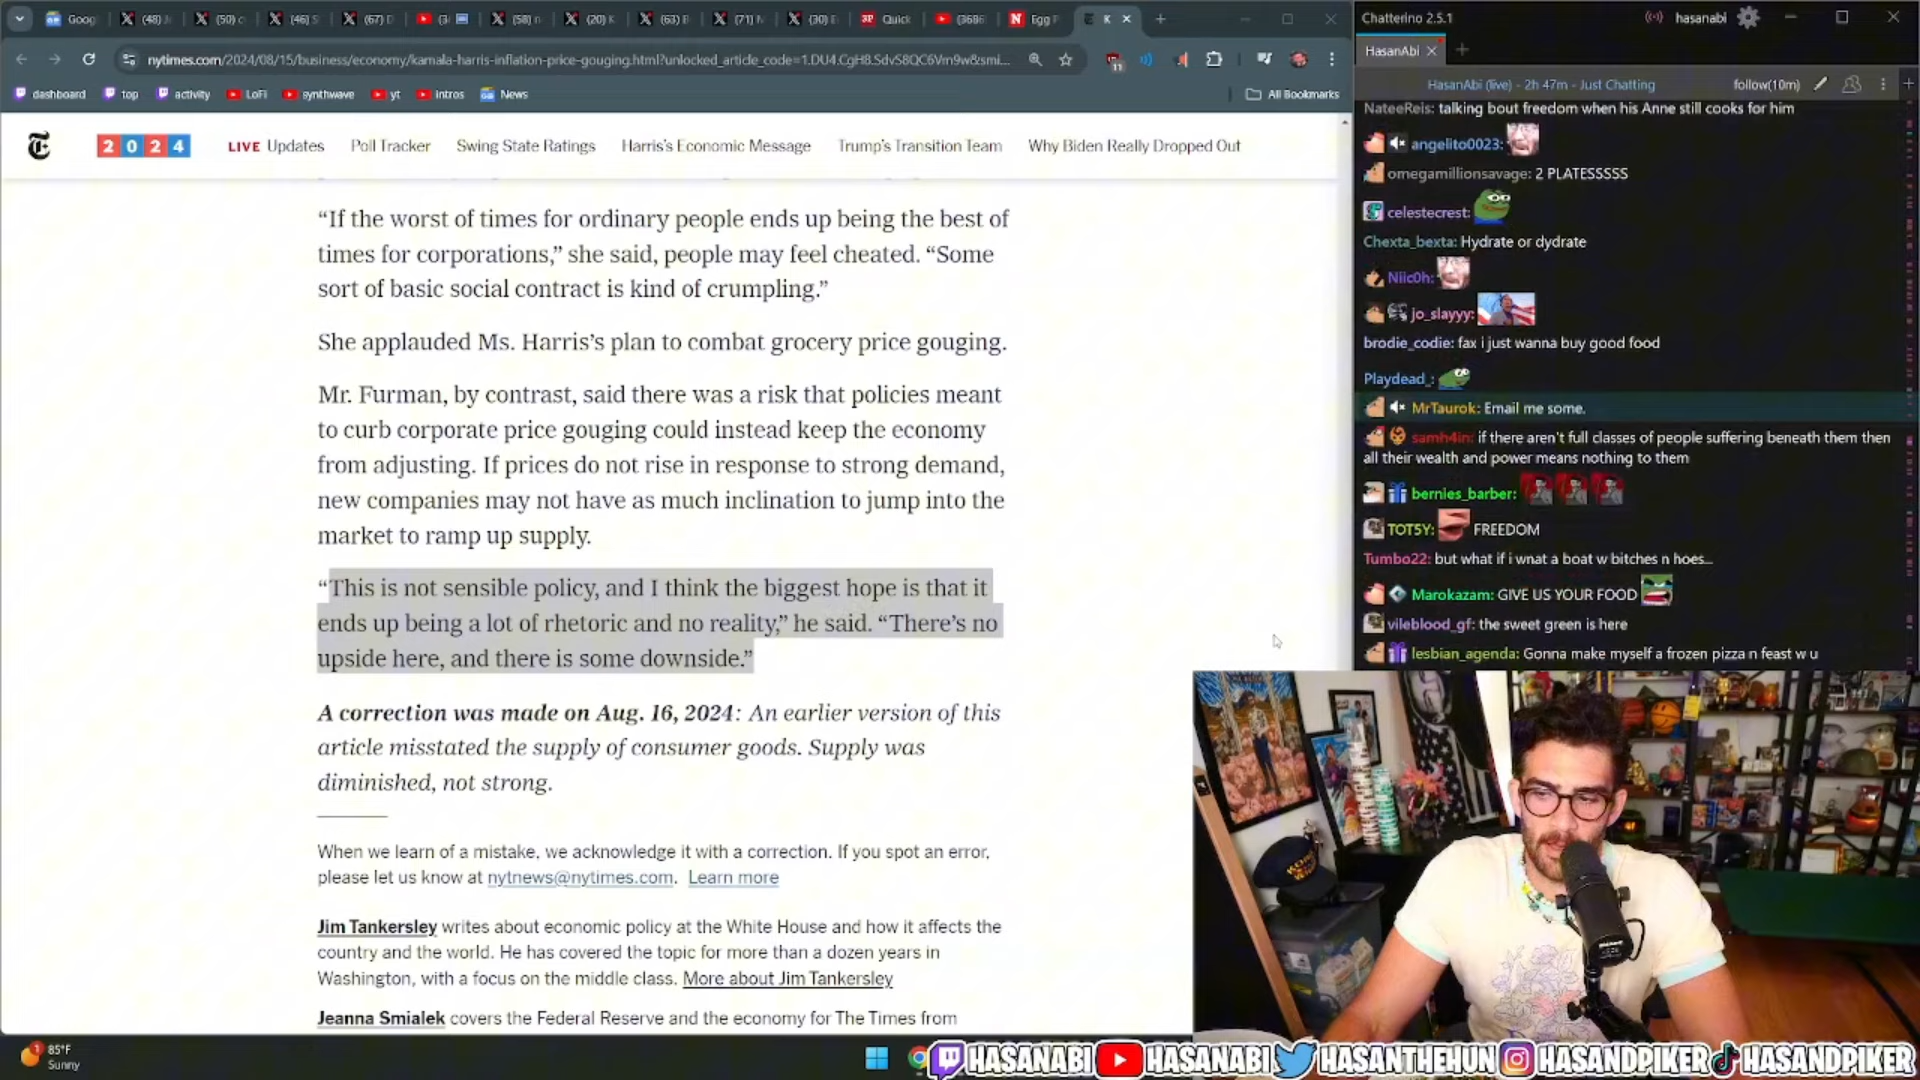 Goog
(48)
(50)
(46)
(67)
(58)
(20)
(63)
(71)
(30)
Quick
Egg
K
nytimes.com/2024/08/15/business/economy/kamala-harris-inflation-price-gouging.html?unlocked_article_code=1.DU4.CgH8.SdvS8QC6Vm9w&smi...
11
dashboard
top
activity
LoFi
synthwave
yt
intros
News
All Bookmarks
2024
LIVE Updates
Poll Tracker
Swing State Ratings
Harris's Economic Message
Trump's Transition Team
Why Biden Really Dropped Out
“If the worst of times for ordinary people ends up being the best of
times for corporations,” she said, people may feel cheated. “Some
sort of basic social contract is kind of crumpling.”
She applauded Ms. Harris’s plan to combat grocery price gouging.
Mr. Furman, by contrast, said there was a risk that policies meant
to curb corporate price gouging could instead keep the economy
from adjusting. If prices do not rise in response to strong demand,
new companies may not have as much inclination to jump into the
market to ramp up supply.
“This is not sensible policy, and I think the biggest hope is that it
ends up being a lot of rhetoric and no reality,” he said. “There’s no
upside here, and there is some downside.”
A correction was made on Aug. 16, 2024: An earlier version of this
article misstated the supply of consumer goods. Supply was
diminished, not strong.
When we learn of a mistake, we acknowledge it with a correction. If you spot an error,
please let us know at nytnews@nytimes.com. Learn more
Jim Tankersley writes about economic policy at the White House and how it affects the
country and the world. He has covered the topic for more than a dozen years in
Washington, with a focus on the middle class. More about Jim Tankersley
Jeanna Smialek covers the Federal Reserve and the economy for The Times from
1
85°F
Sunny
Chatterino 2.5.1
hasanabi
HasanAbi
HasanAbi (live) - 2h 47m - Just Chatting
follow(10m)
NateeReis: talking bout freedom when his Anne still cooks for him
angelito0023:
omegamillionsavage: 2 PLATESSSSS
celestecrest:
Chexta_bexta: Hydrate or dydrate
Niic0h:
jo_slayyy:
brodie_codie: fax i just wanna buy good food
Playdead_:
MrTaurok: Email me some.
samh4in: if there aren't full classes of people suffering beneath them then
all their wealth and power means nothing to them
bernies_barber:
TOT5Y: FREEDOM
Tumbo22: but what if i wnat a boat w bitches n hoes...
Marokazam: GIVE US YOUR FOOD
vileblood_gf: the sweet green is here
lesbian_agenda: Gonna make myself a frozen pizza n feast w u
HASANABI
HASANABI
HASANTHEHUN
HASANDPIKER
HASANDPIKER